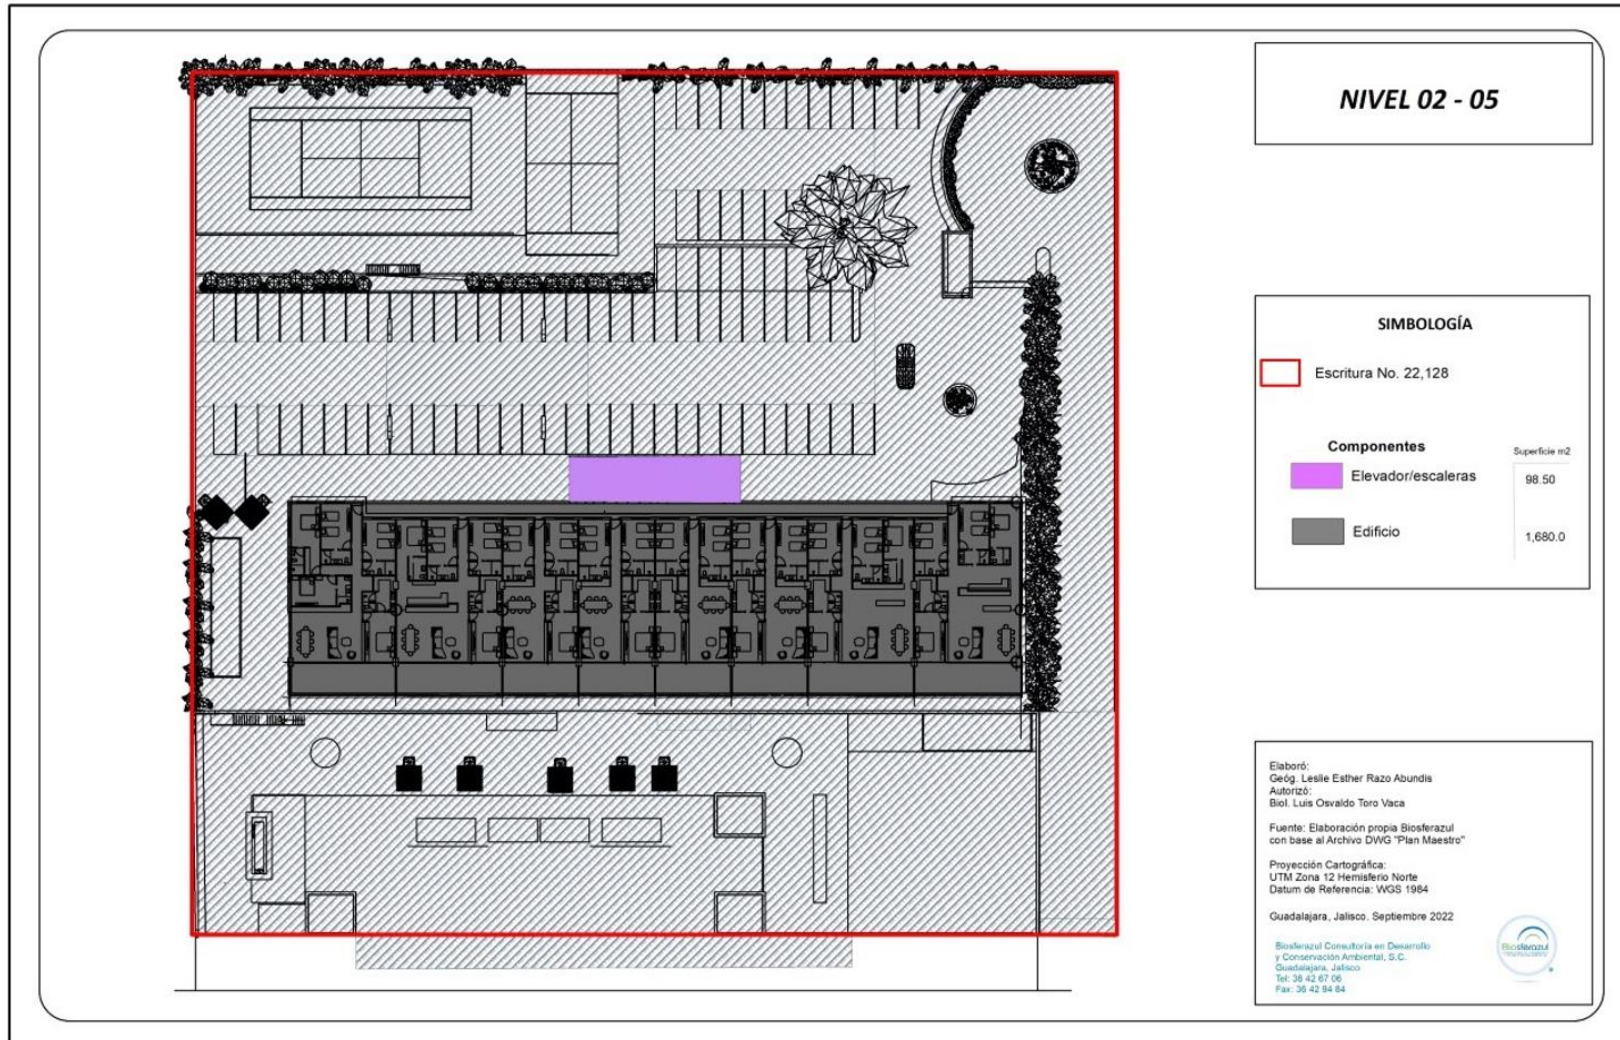 NIVEL 02 - 05
SIMBOLOGÍA
Escritura No. 22,128
Componentes
Superficie m2
Elevador/escaleras
98.50
Edificio
1,680.0
Elaboró:
Geóg. Leslie Esther Razo Abundis
Autorizó:
Biol. Luis Osvaldo Toro Vaca
Fuente: Elaboración propia Biosferazul
con base al Archivo DWG "Plan Maestro"
Proyección Cartográfica:
UTM Zona 12 Hemisferio Norte
Datum de Referencia: WGS 1984
Guadalajara, Jalisco. Septiembre 2022
Biosferazul Consultoría en Desarrollo
y Conservación Ambiental, S.C.
Guadalajara, Jalisco
Tel: 36 42 67 06
Fax: 36 42 94 84
Biosferazul